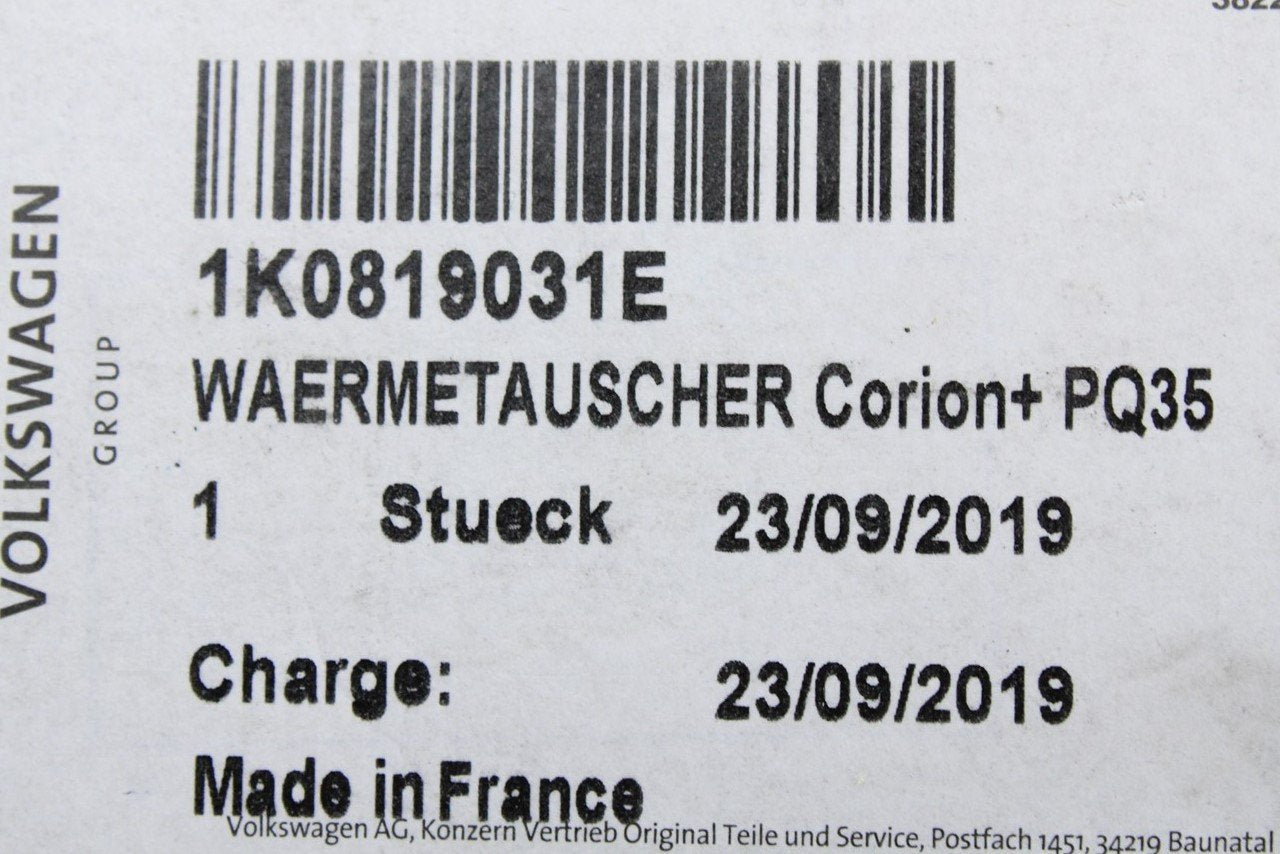 VOLKSWAGEN
GROUP
1K0819031E
WAERMETAUSCHER Corion+ PQ35
1 Stueck 23/09/2019
Charge: 23/09/2019
Made in France
Volkswagen AG, Konzern Vertrieb Original Teile und Service, Postfach 1451, 34219 Baunatal